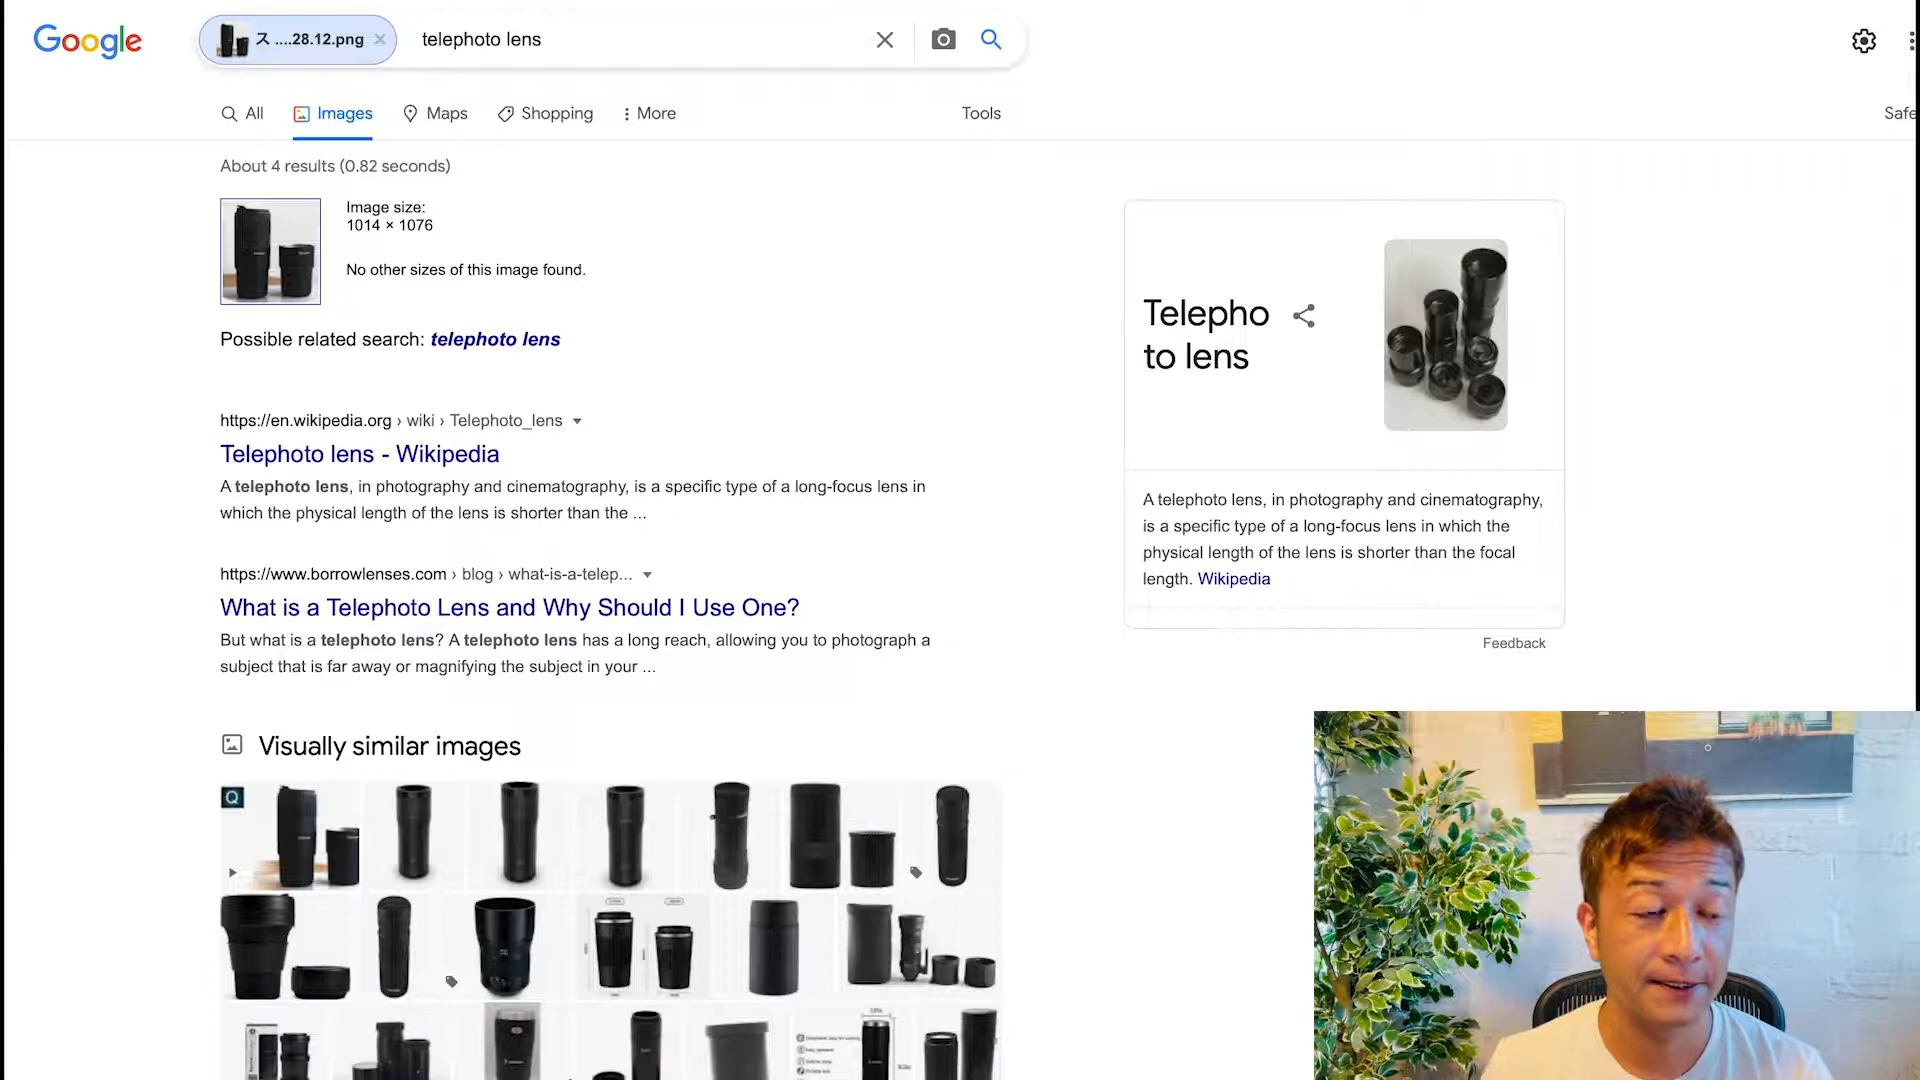 Google
ス ....28.12.png
telephoto lens
All
Images
Maps
Shopping
More
Tools
Safe
About 4 results (0.82 seconds)
Image size:
1014 × 1076
No other sizes of this image found.
Possible related search: telephoto lens
https://en.wikipedia.org › wiki › Telephoto_lens
Telephoto lens - Wikipedia
A telephoto lens, in photography and cinematography, is a specific type of a long-focus lens in
which the physical length of the lens is shorter than the ...
https://www.borrowlenses.com › blog › what-is-a-telep...
What is a Telephoto Lens and Why Should I Use One?
But what is a telephoto lens? A telephoto lens has a long reach, allowing you to photograph a
subject that is far away or magnifying the subject in your ...
Visually similar images
Q
Telepho
to lens
A telephoto lens, in photography and cinematography,
is a specific type of a long-focus lens in which the
physical length of the lens is shorter than the focal
length. Wikipedia
Feedback